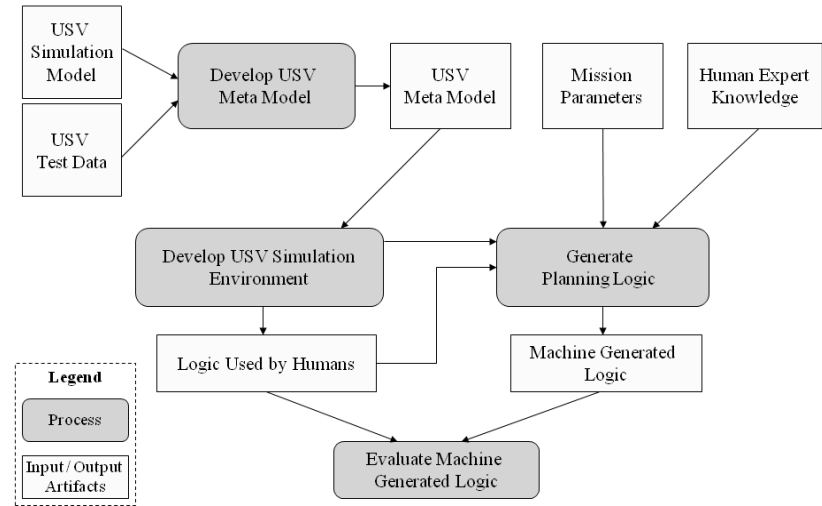 USV
Simulation
Model
Develop USV
Meta Model
USV
Meta Model
Mission
Parameters
Human Expert
Knowledge
USV
Test Data
Develop USV Simulation
Environment
Generate
Planning Logic
Logic Used by Humans
Machine Generated
Logic
Legend
Process
Input / Output
Artifacts
Evaluate Machine
Generated Logic